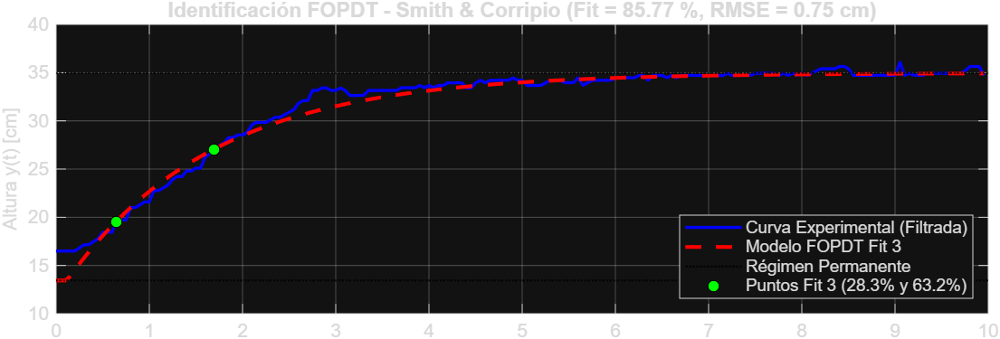 Identificación FOPDT - Smith & Corripio (Fit = 85.77 %, RMSE = 0.75 cm)
Altura y(t) [cm]
40
35
30
25
20
15
10
0 1 2 3 4 5 6 7 8 9 10
Curva Experimental (Filtrada)
Modelo FOPDT Fit 3
Régimen Permanente
Puntos Fit 3 (28.3% y 63.2%)